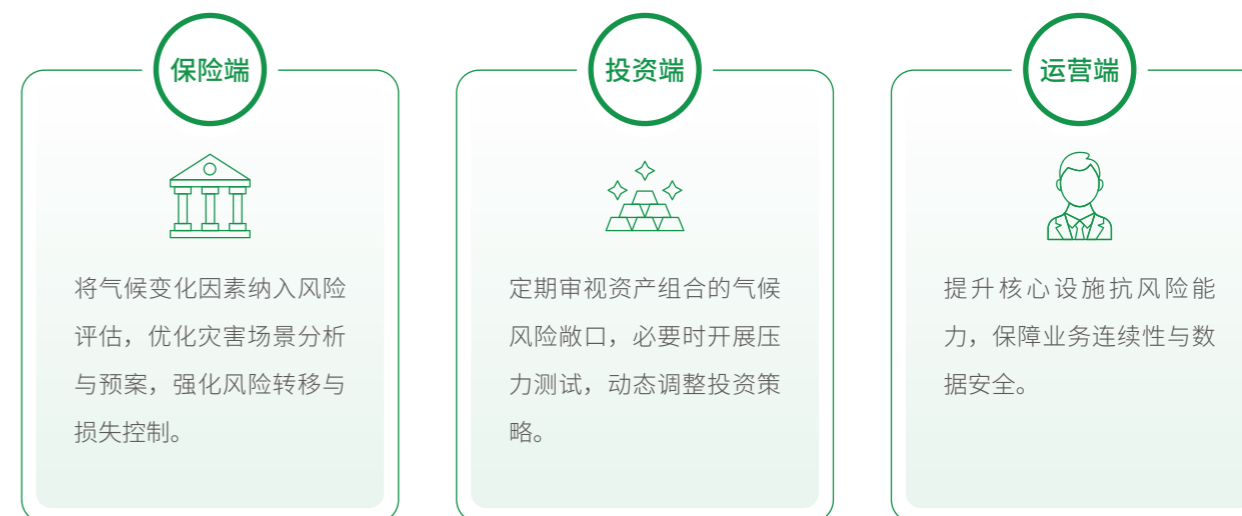 保险端
将气候变化因素纳入风险
评估，优化灾害场景分析
与预案，强化风险转移与
损失控制。
投资端
定期审视资产组合的气候
风险敞口，必要时开展压
力测试，动态调整投资策
略。
运营端
提升核心设施抗风险能
力，保障业务连续性与数
据安全。